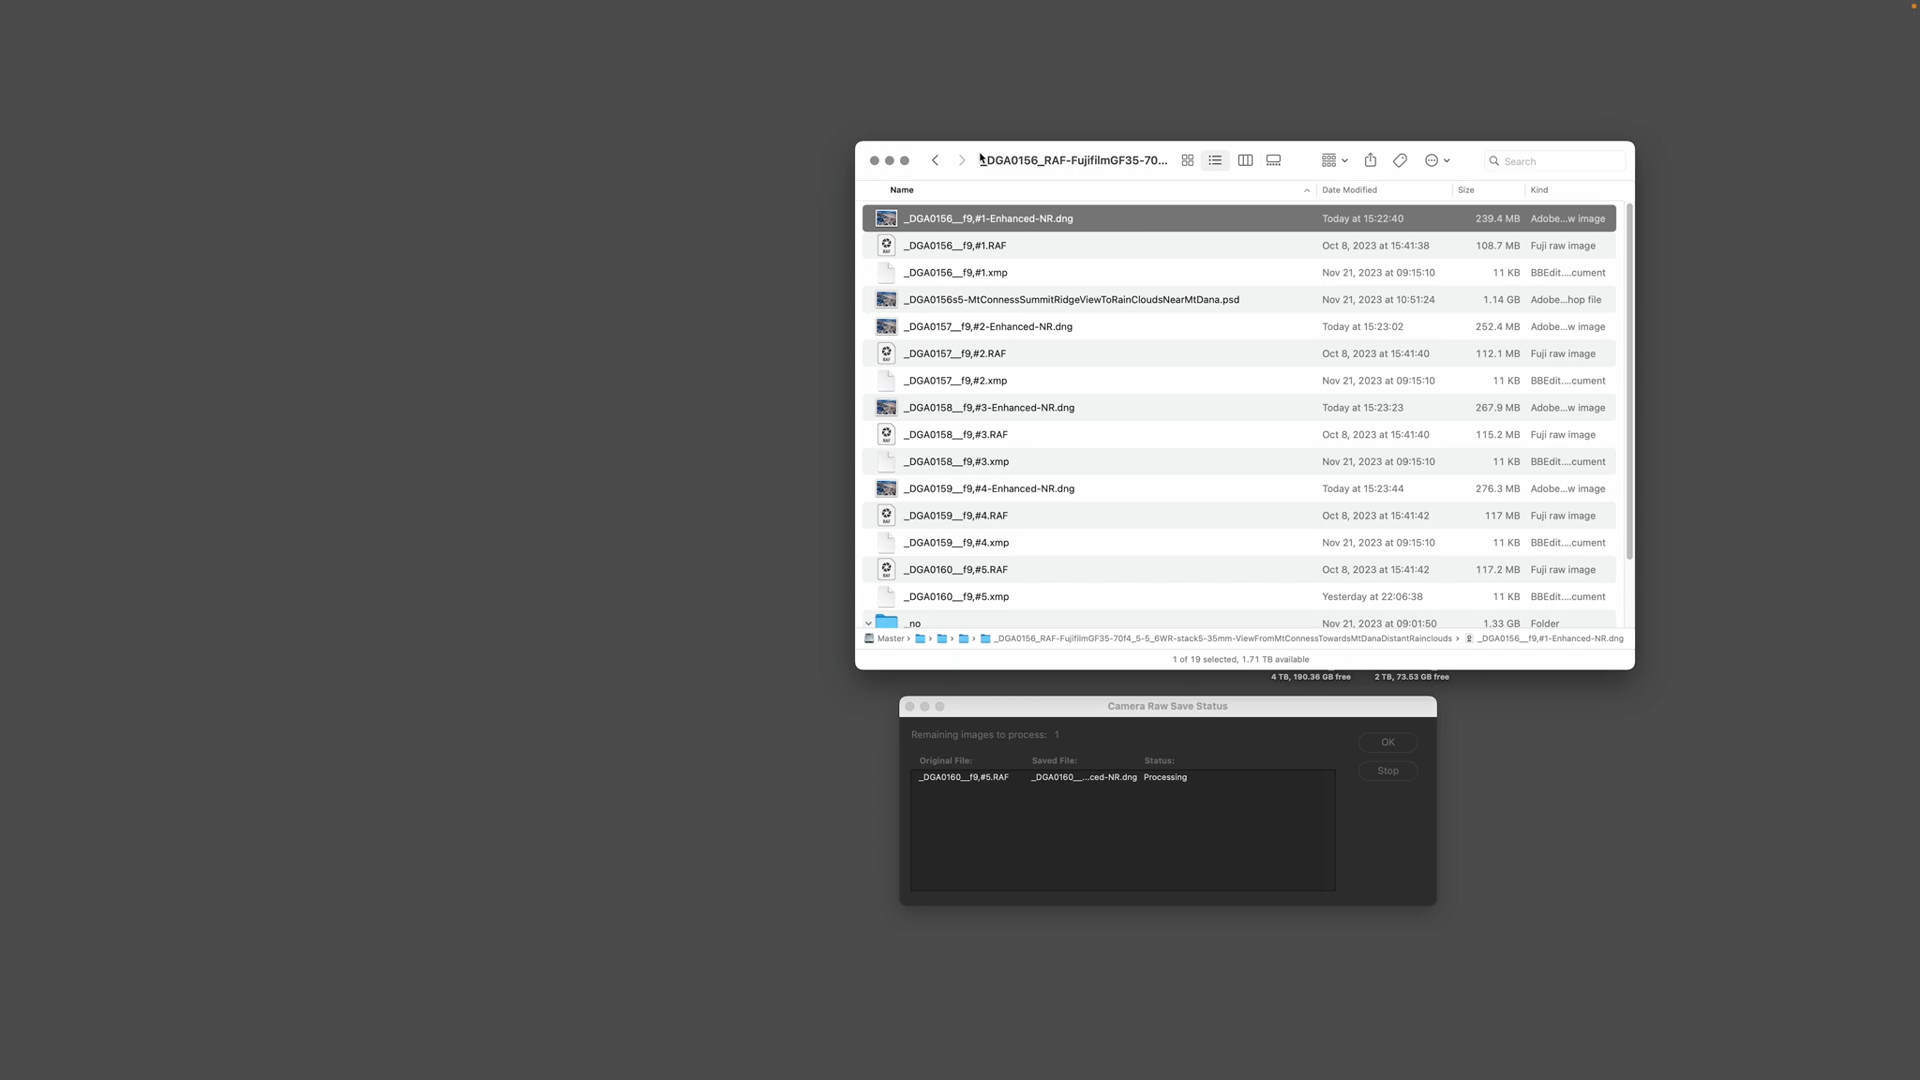 _DGA0156_RAF-FujifilmGF35-70...
Search
Name Date Modified Size Kind
_DGA0156__f9,#1-Enhanced-NR.dng Today at 15:22:40 239.4 MB Adobe...w image
RAF _DGA0156__f9,#1.RAF Oct 8, 2023 at 15:41:38 108.7 MB Fuji raw image
_DGA0156__f9,#1.xmp Nov 21, 2023 at 09:15:10 11 KB BBEdit....cument
_DGA0156s5-MtConnessSummitRidgeViewToRainCloudsNearMtDana.psd Nov 21, 2023 at 10:51:24 1.14 GB Adobe...hop file
_DGA0157__f9,#2-Enhanced-NR.dng Today at 15:23:02 252.4 MB Adobe...w image
RAF _DGA0157__f9,#2.RAF Oct 8, 2023 at 15:41:40 112.1 MB Fuji raw image
_DGA0157__f9,#2.xmp Nov 21, 2023 at 09:15:10 11 KB BBEdit....cument
_DGA0158__f9,#3-Enhanced-NR.dng Today at 15:23:23 267.9 MB Adobe...w image
RAF _DGA0158__f9,#3.RAF Oct 8, 2023 at 15:41:40 115.2 MB Fuji raw image
_DGA0158__f9,#3.xmp Nov 21, 2023 at 09:15:10 11 KB BBEdit....cument
_DGA0159__f9,#4-Enhanced-NR.dng Today at 15:23:44 276.3 MB Adobe...w image
RAF _DGA0159__f9,#4.RAF Oct 8, 2023 at 15:41:42 117 MB Fuji raw image
_DGA0159__f9,#4.xmp Nov 21, 2023 at 09:15:10 11 KB BBEdit....cument
RAF _DGA0160__f9,#5.RAF Oct 8, 2023 at 15:41:42 117.2 MB Fuji raw image
_DGA0160__f9,#5.xmp Yesterday at 22:06:38 11 KB BBEdit....cument
_no Nov 21, 2023 at 09:01:50 1.33 GB Folder
Master › › › › _DGA0156_RAF-FujifilmGF35-70f4_5-5_6WR-stack5-35mm-ViewFromMtConnessTowardsMtDanaDistantRainclouds › _DGA0156__f9,#1-Enhanced-NR.dng
1 of 19 selected, 1.71 TB available
4 TB, 190.36 GB free 2 TB, 73.53 GB free
Camera Raw Save Status
Remaining images to process: 1
OK
Original File: Saved File: Status:
Stop
_DGA0160__f9,#5.RAF _DGA0160__...ced-NR.dng Processing